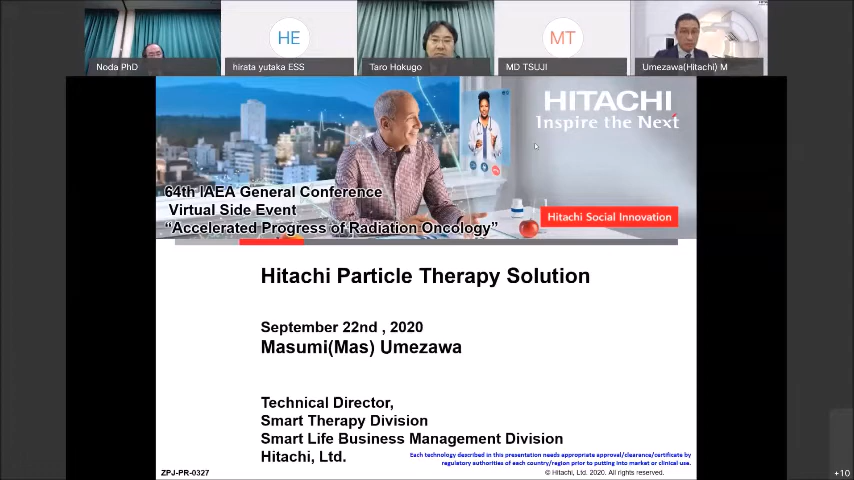 HE
MT
Noda PhD
hirata yutaka ESS
Taro Hokugo
MD TSUJI
Umezawa(Hitachi) M
HITACHI
Inspire the Next
64th IAEA General Conference
Virtual Side Event
“Accelerated Progress of Radiation Oncology”
Hitachi Social Innovation
Hitachi Particle Therapy Solution
September 22nd , 2020
Masumi(Mas) Umezawa
Technical Director,
Smart Therapy Division
Smart Life Business Management Division
Hitachi, Ltd.
Each technology described in this presentation needs appropriate approval/clearance/certificate by
regulatory authorities of each country/region prior to putting into market or clinical use.
ZPJ-PR-0327
© Hitachi, Ltd. 2020. All rights reserved.
+10